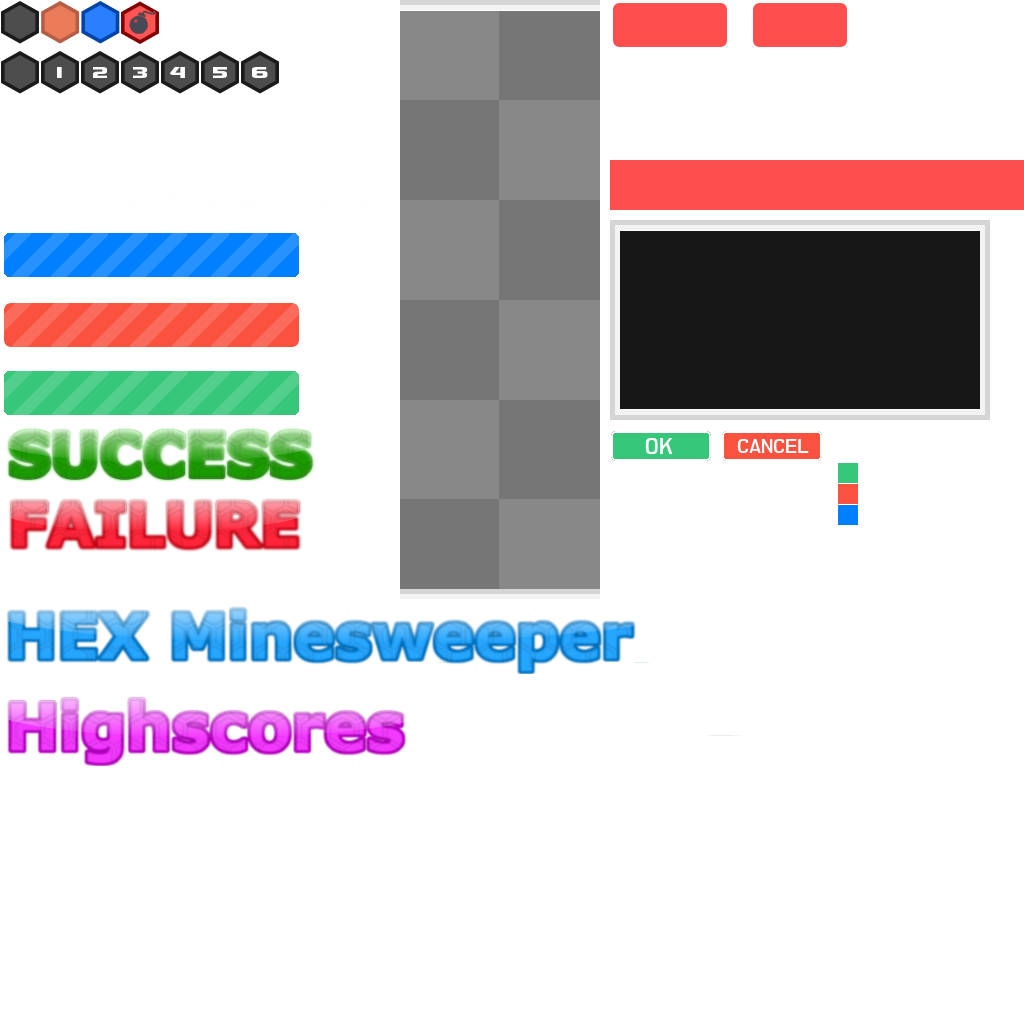 1 2 3 4 5 6
SUCCESS
OK CANCEL
FAILURE
HEX Minesweeper
Highscores